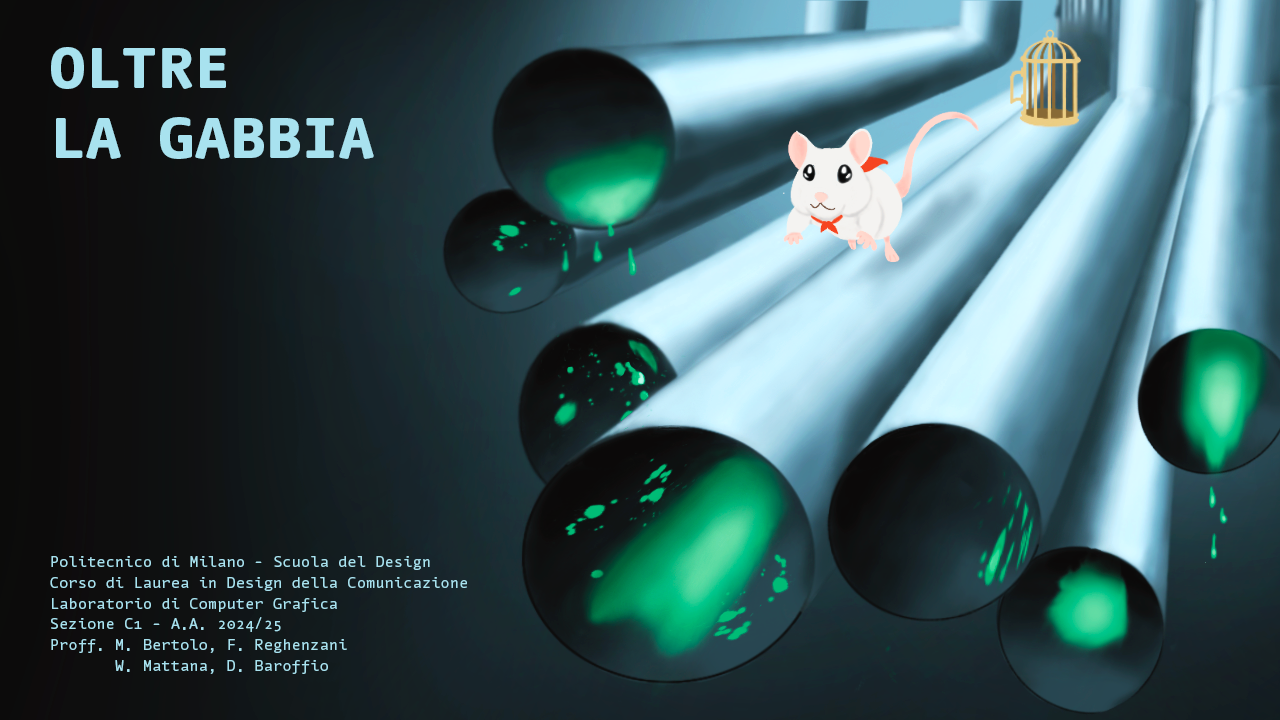 OLTRE
LA GABBIA
Politecnico di Milano - Scuola del Design
Corso di Laurea in Design della Comunicazione
Laboratorio di Computer Grafica
Sezione C1 - A.A. 2024/25
Proff. M. Bertolo, F. Reghenzani
W. Mattana, D. Baroffio